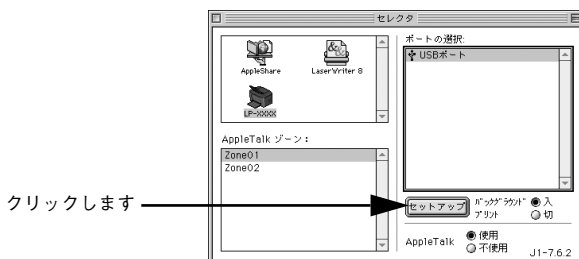 セレクタ
AppleShare
LaserWriter 8
LP-XXXX
AppleTalk ゾーン：
Zone01
Zone02
ポートの選択:
USBポート
クリックします
セットアップ
バックグラウンド
プリント
入
切
AppleTalk
使用
不使用
J1-7.6.2